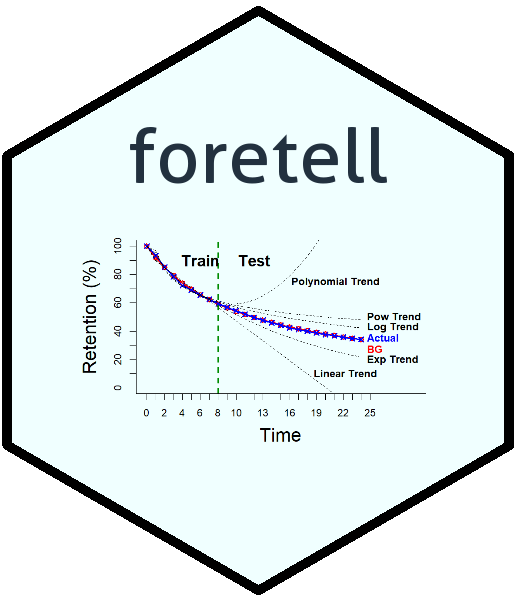 foretell
Train Test
Polynomial Trend
Pow Trend
Log Trend
Actual
BG
Exp Trend
Linear Trend
Retention (%)
100
80
60
40
20
0
0 2 4 6 8 10 13 16 19 22 25
Time